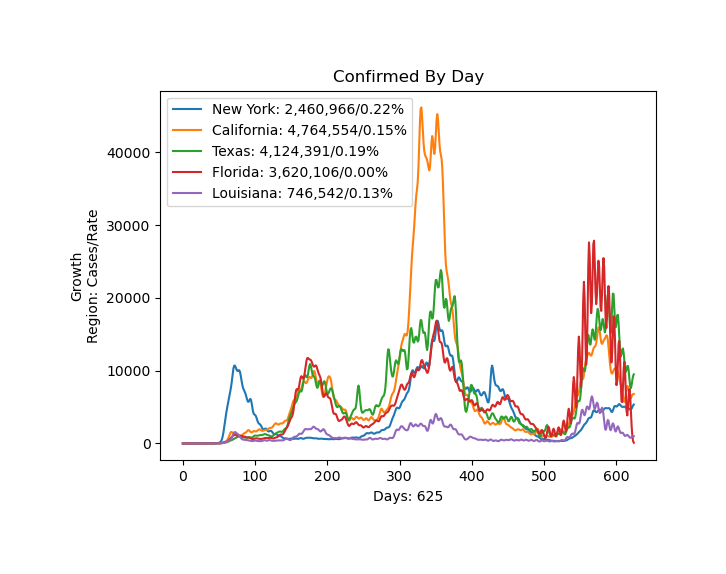 Confirmed By Day
New York: 2,460,966/0.22%
California: 4,764,554/0.15%
Texas: 4,124,391/0.19%
Florida: 3,620,106/0.00%
Louisiana: 746,542/0.13%
Growth
Region: Cases/Rate
40000
30000
20000
10000
0
0 100 200 300 400 500 600
Days: 625